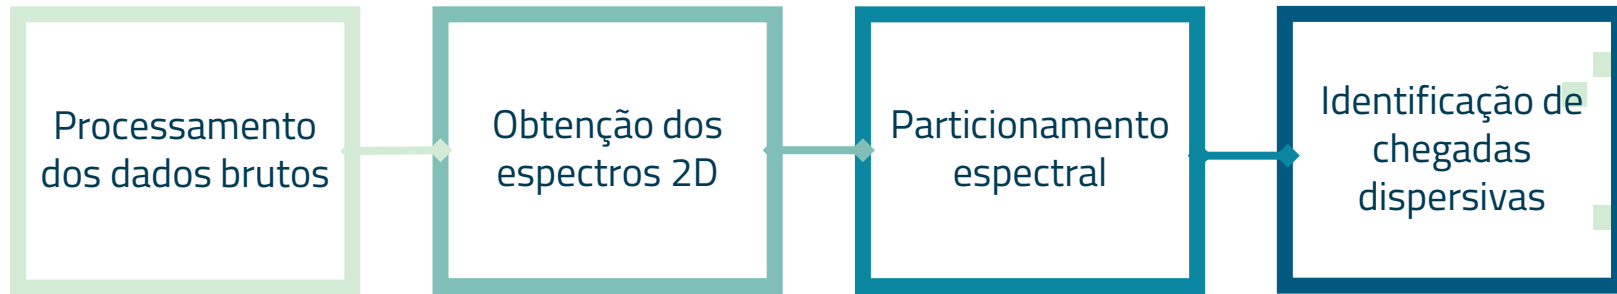 Processamento
dos dados brutos
Obtenção dos
espectros 2D
Particionamento
espectral
Identificação de
chegadas
dispersivas